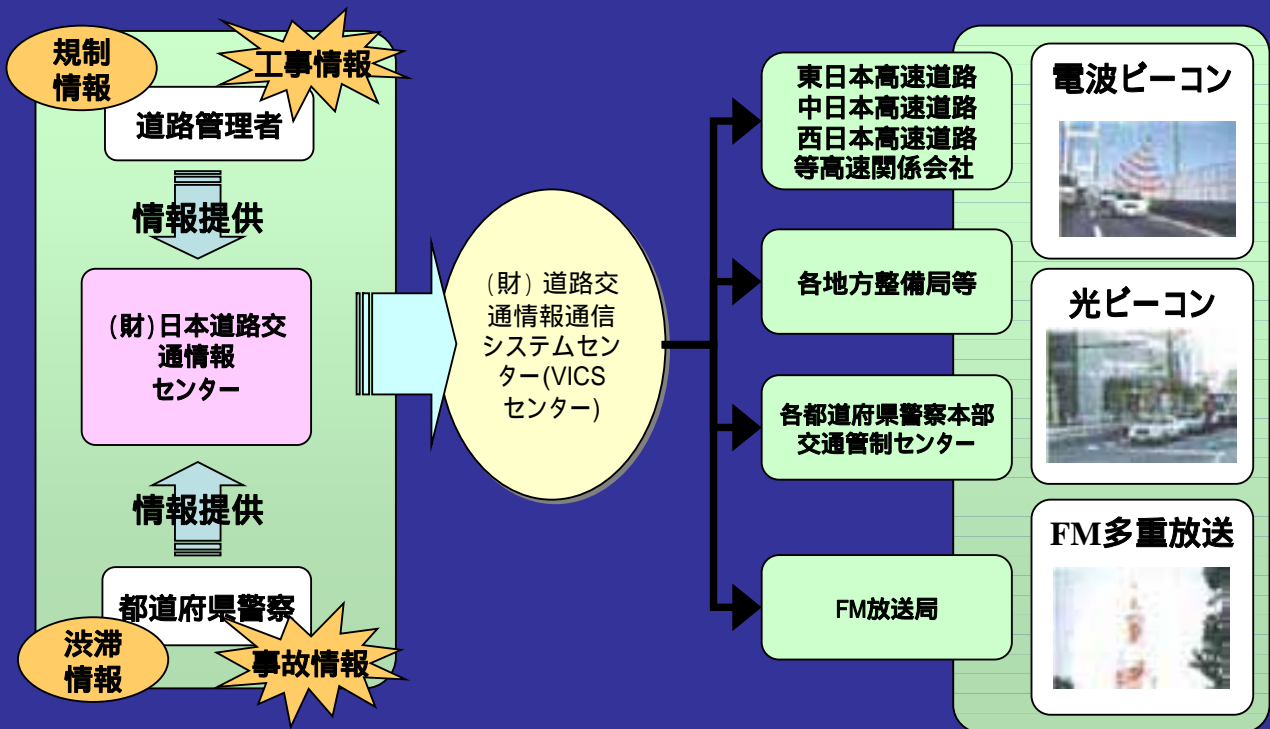 規制
情報
工事情報
道路管理者
情報提供
(財)日本道路交
通情報
センター
情報提供
都道府県警察
渋滞
情報
事故情報
(財) 道路交
通情報通信
システムセン
ター(VICS
センター)
東日本高速道路
中日本高速道路
西日本高速道路
等高速関係会社
各地方整備局等
各都道府県警察本部
交通管制センター
FM放送局
電波ビーコン
光ビーコン
FM多重放送